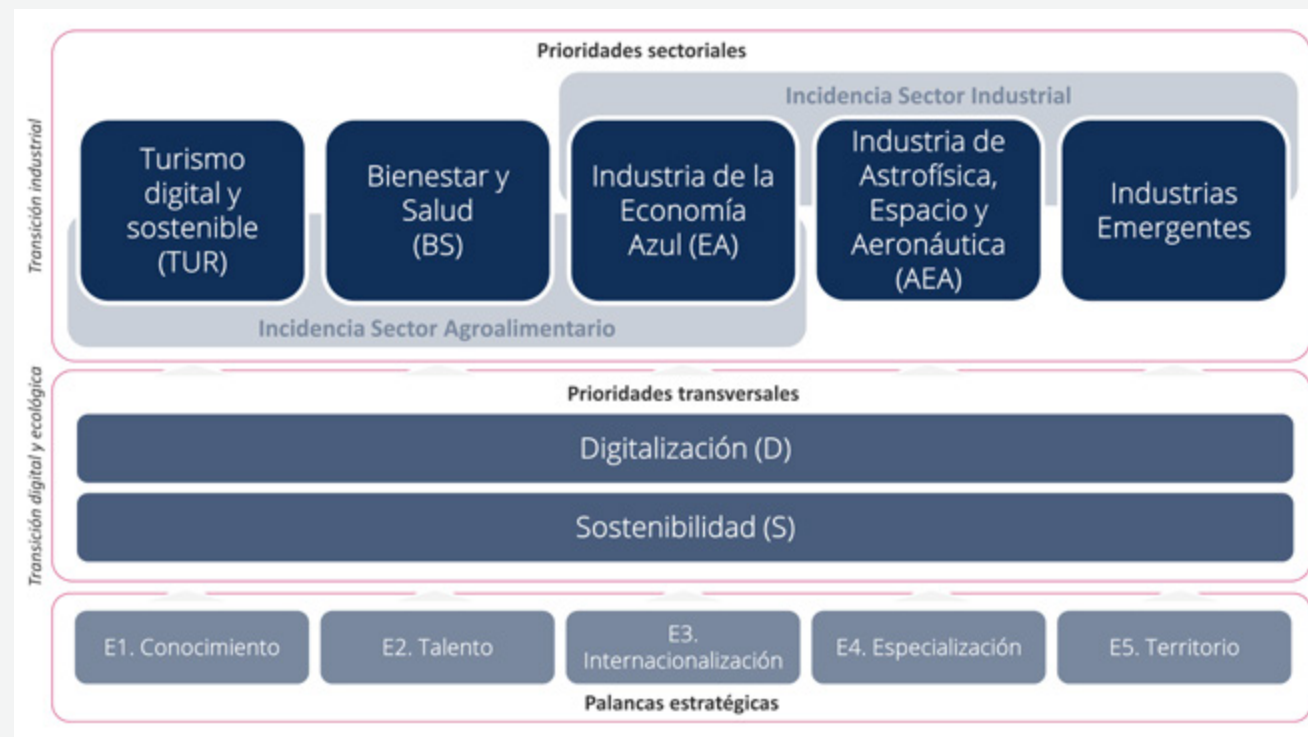 Prioridades sectoriales
Incidencia Sector Industrial
Transición industrial
Turismo
digital y
sostenible
(TUR)
Bienestar y
Salud
(BS)
Industria de la
Economía
Azul (EA)
Industria de
Astrofísica,
Espacio y
Aeronáutica
(AEA)
Industrias
Emergentes
Incidencia Sector Agroalimentario
Transición digital y ecológica
Prioridades transversales
Digitalización (D)
Sostenibilidad (S)
E1. Conocimiento
E2. Talento
E3.
Internacionalización
E4. Especialización
E5. Territorio
Palancas estratégicas